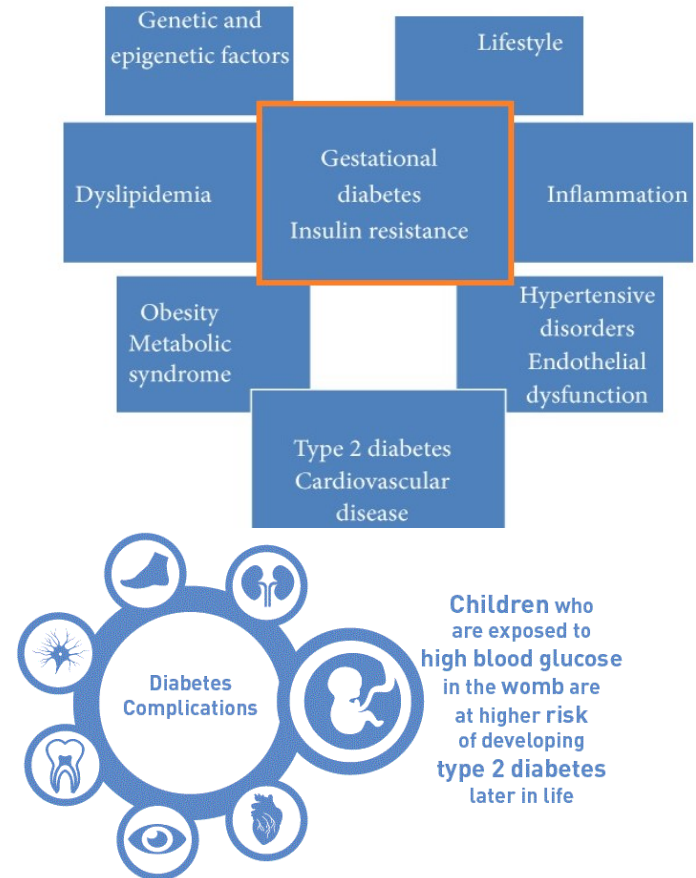 Genetic and
epigenetic factors
Lifestyle
Dyslipidemia
Gestational
diabetes
Insulin resistance
Inflammation
Obesity
Metabolic
syndrome
Hypertensive
disorders
Endothelial
dysfunction
Type 2 diabetes
Cardiovascular
disease
Diabetes
Complications
Children who
are exposed to
high blood glucose
in the womb are
at higher risk
of developing
type 2 diabetes
later in life